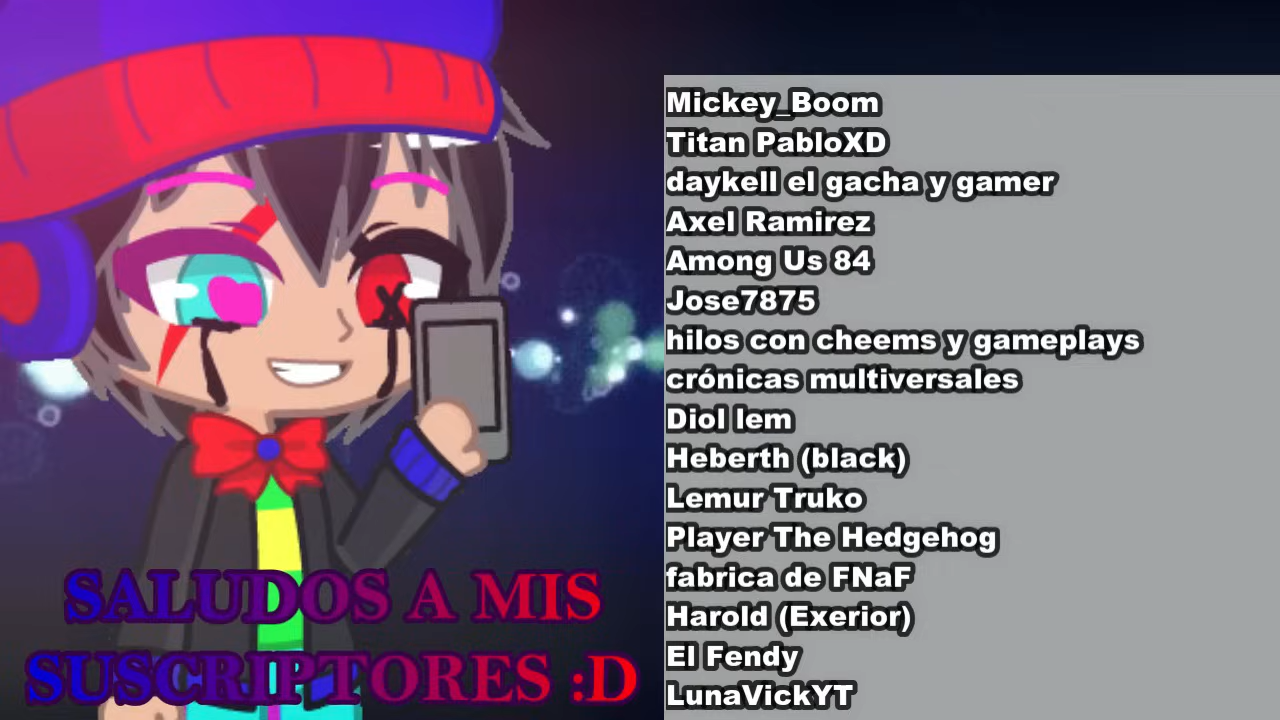 Mickey_Boom
Titan PabloXD
daykell el gacha y gamer
Axel Ramirez
Among Us 84
Jose7875
hilos con cheems y gameplays
crónicas multiversales
Diol lem
Heberth (black)
Lemur Truko
Player The Hedgehog
fabrica de FNaF
Harold (Exerior)
El Fendy
LunaVickYT
SALUDOS A MIS
SUSCRIPTORES :D